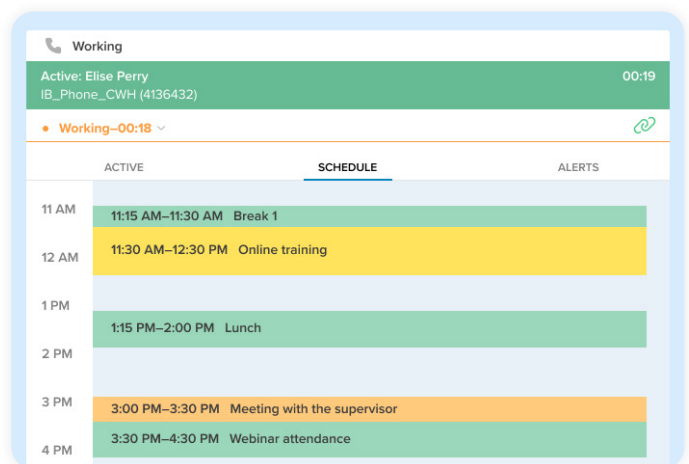 Working
Active: Elise Perry 00:19
IB_Phone_CWH (4136432)
Working–00:18
ACTIVE SCHEDULE ALERTS
11 AM
11:15 AM–11:30 AM Break 1
11:30 AM–12:30 PM Online training
12 AM
1 PM
1:15 PM–2:00 PM Lunch
2 PM
3 PM
3:00 PM–3:30 PM Meeting with the supervisor
3:30 PM–4:30 PM Webinar attendance
4 PM